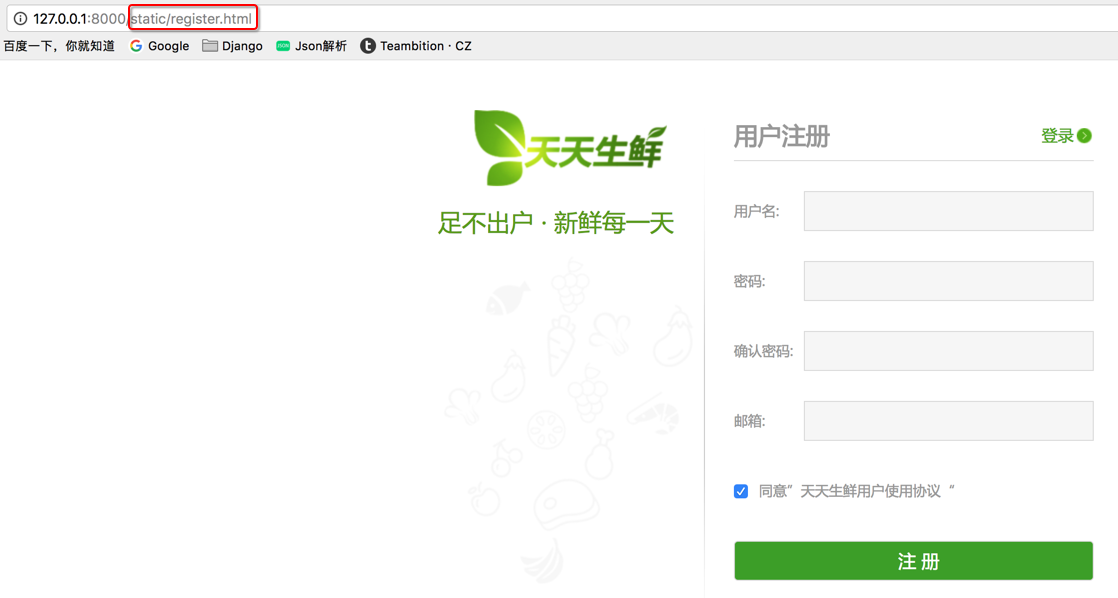 127.0.0.1:8000/static/register.html
百度一下，你就知道 Google Django JSON Json解析 t Teambition · CZ
天天生鲜
足不出户 · 新鲜每一天
用户注册
登录
用户名:
密码:
确认密码:
邮箱:
同意”天天生鲜用户使用协议“
注 册